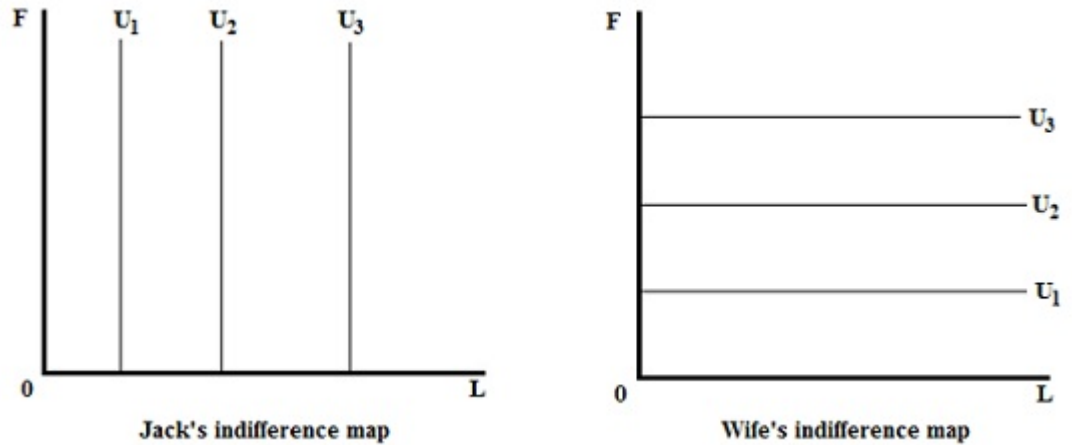 F U₁ U₂ U₃
0 L
Jack's indifference map
F
U₃
U₂
U₁
0 L
Wife's indifference map